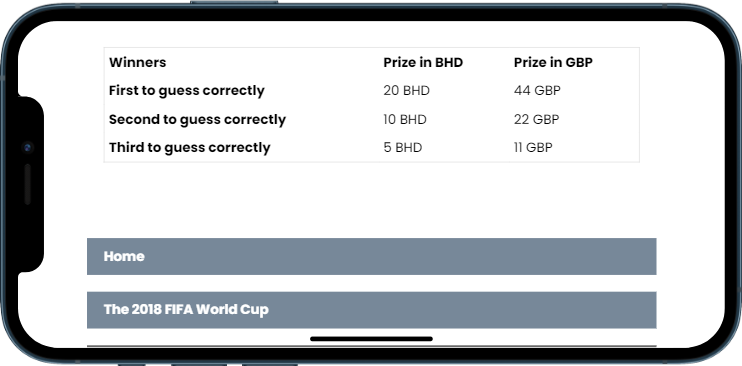 Winners Prize in BHD Prize in GBP
First to guess correctly 20 BHD 44 GBP
Second to guess correctly 10 BHD 22 GBP
Third to guess correctly 5 BHD 11 GBP
Home
The 2018 FIFA World Cup